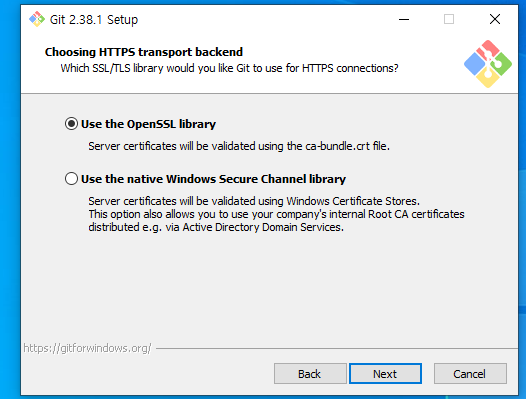 Git 2.38.1 Setup
Choosing HTTPS transport backend
Which SSL/TLS library would you like Git to use for HTTPS connections?
Use the OpenSSL library
Server certificates will be validated using the ca-bundle.crt file.
Use the native Windows Secure Channel library
Server certificates will be validated using Windows Certificate Stores.
This option also allows you to use your company's internal Root CA certificates
distributed e.g. via Active Directory Domain Services.
https://gitforwindows.org/
Back Next Cancel